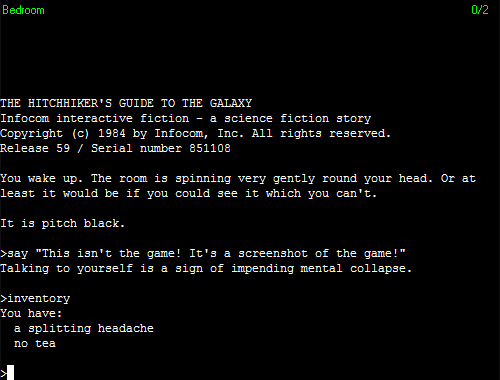 Bedroom 0/2
THE HITCHHIKER'S GUIDE TO THE GALAXY
Infocom interactive fiction - a science fiction story
Copyright (c) 1984 by Infocom, Inc. All rights reserved.
Release 59 / Serial number 851108
You wake up. The room is spinning very gently round your head. Or at
least it would be if you could see it which you can't.
It is pitch black.
>say "This isn't the game! It's a screenshot of the game!"
Talking to yourself is a sign of impending mental collapse.
>inventory
You have:
a splitting headache
no tea
>